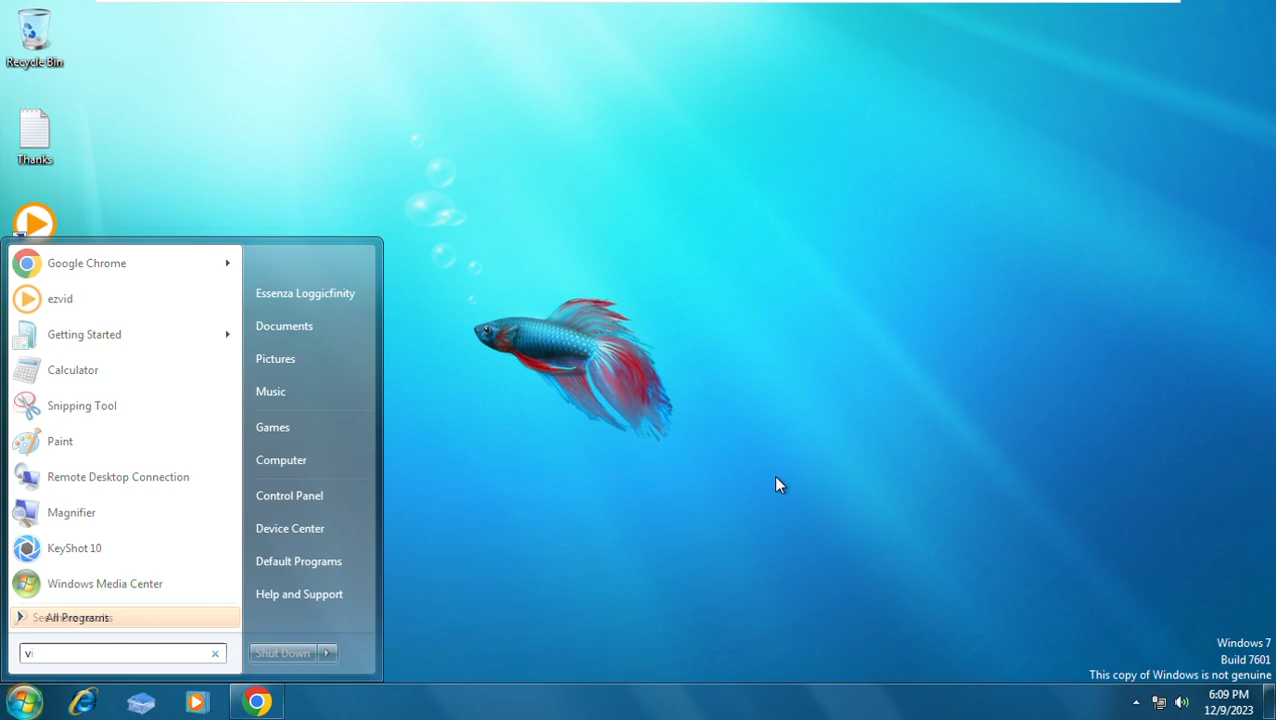 Recycle Bin
Thanks
Google Chrome
ezvid
Getting Started
Calculator
Snipping Tool
Paint
Remote Desktop Connection
Magnifier
KeyShot 10
Windows Media Center
All Programs
vi
Essenza Loggicfinity
Documents
Pictures
Music
Games
Computer
Control Panel
Device Center
Default Programs
Help and Support
Shut Down
Windows 7
Build 7601
This copy of Windows is not genuine
6:09 PM
12/9/2023